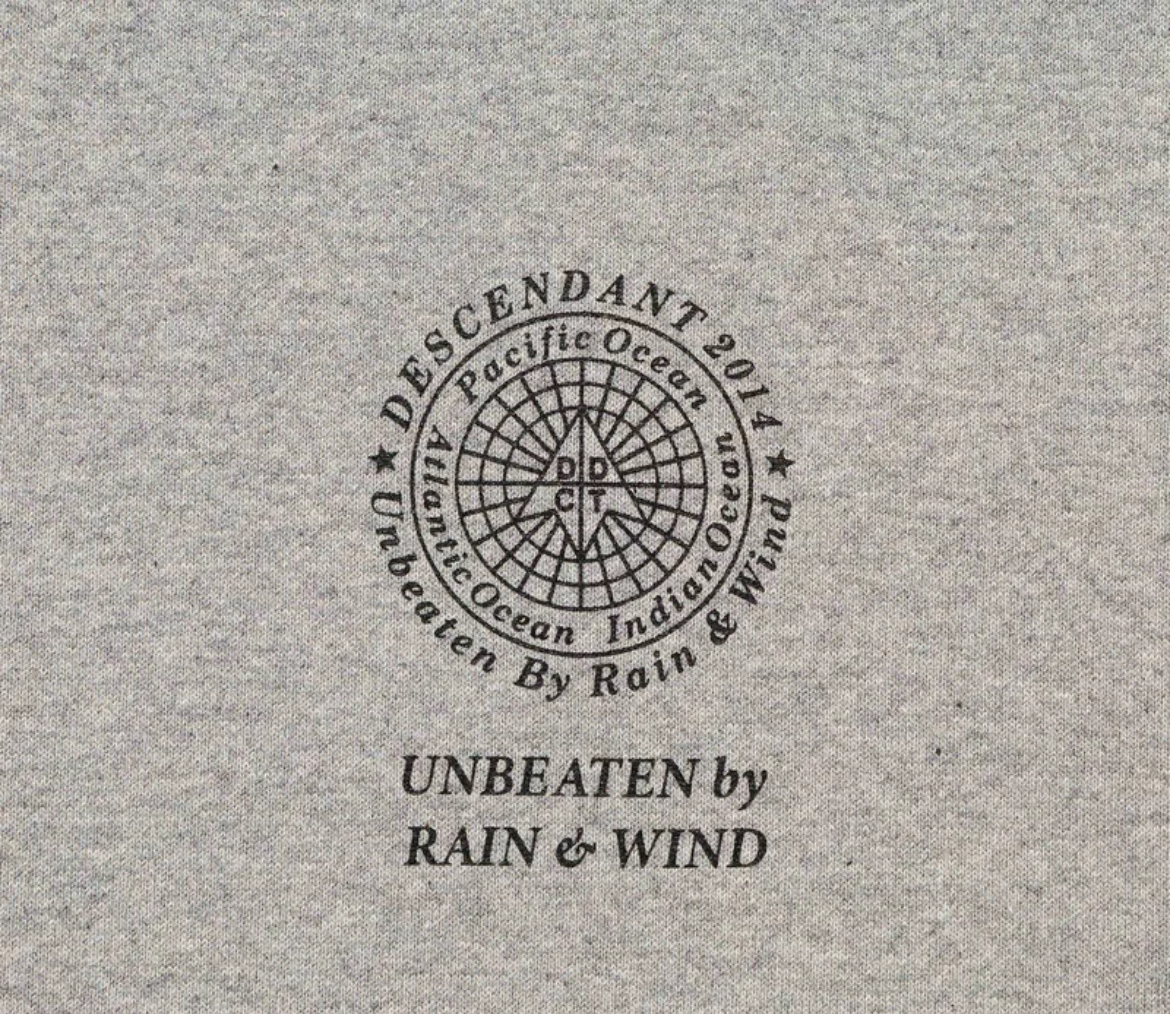 DESCENDANT 2014
Pacific Ocean
Atlantic Ocean
Indian Ocean
D D
C T
Unbeaten By Rain & Wind
UNBEATEN by
RAIN & WIND